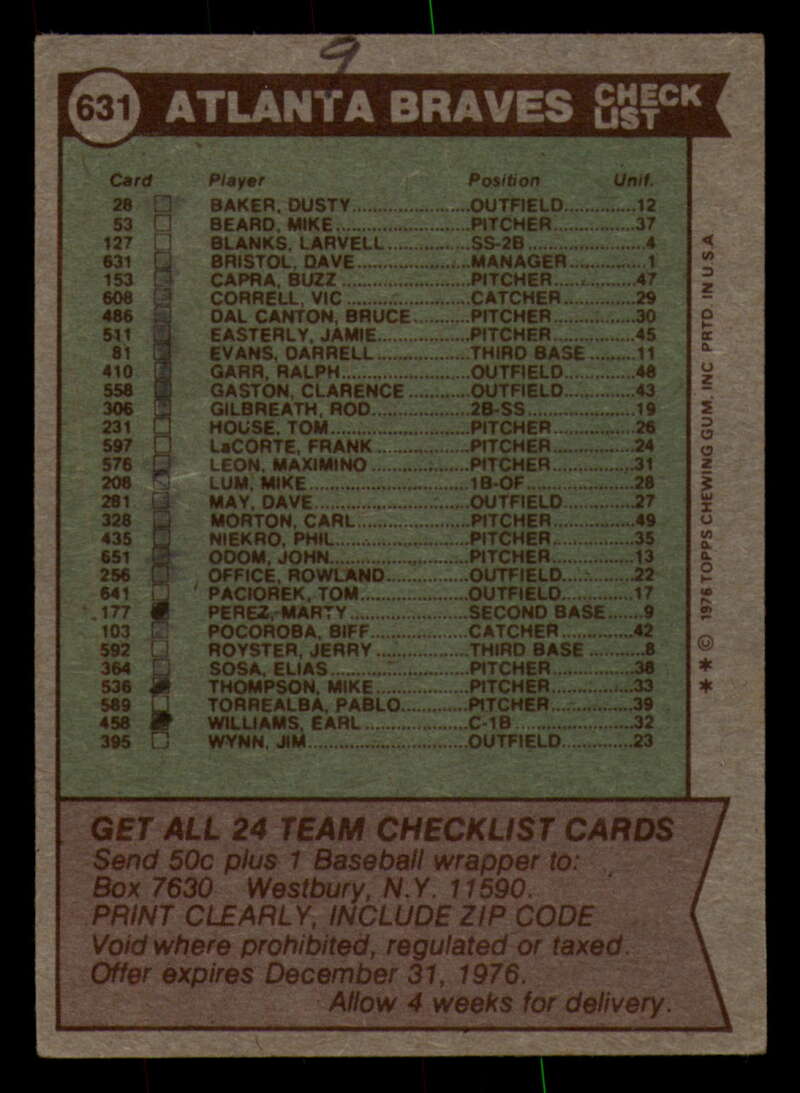 9
631 ATLANTA BRAVES CHECK LIST
Card Player Position Unif.
28 BAKER, DUSTY OUTFIELD 12
53 BEARD, MIKE PITCHER 37
127 BLANKS, LARVELL SS-2B 4
631 BRISTOL, DAVE MANAGER 1
153 CAPRA, BUZZ PITCHER 47
608 CORRELL, VIC CATCHER 29
486 DAL CANTON, BRUCE PITCHER 30
511 EASTERLY, JAMIE PITCHER 45
81 EVANS, DARRELL THIRD BASE 11
410 GARR, RALPH OUTFIELD 48
558 GASTON, CLARENCE OUTFIELD 43
306 GILBREATH, ROD 2B-SS 19
231 HOUSE, TOM PITCHER 26
597 LaCORTE, FRANK PITCHER 24
576 LEON, MAXIMINO PITCHER 31
208 LUM, MIKE 1B-OF 28
281 MAY, DAVE OUTFIELD 27
328 MORTON, CARL PITCHER 49
435 NIEKRO, PHIL PITCHER 35
651 ODOM, JOHN PITCHER 13
256 OFFICE, ROWLAND OUTFIELD 22
641 PACIOREK, TOM OUTFIELD 17
177 PEREZ, MARTY SECOND BASE 9
103 POCOROBA, BIFF CATCHER 42
592 ROYSTER, JERRY THIRD BASE 8
364 SOSA, ELIAS PITCHER 38
536 THOMPSON, MIKE PITCHER 33
589 TORREALBA, PABLO PITCHER 39
458 WILLIAMS, EARL C-1B 32
395 WYNN, JIM OUTFIELD 23
** © 1976 TOPPS CHEWING GUM, INC PRTD IN U S A
GET ALL 24 TEAM CHECKLIST CARDS
Send 50c plus 1 Baseball wrapper to:
Box 7630 Westbury, N.Y. 11590.
PRINT CLEARLY, INCLUDE ZIP CODE
Void where prohibited, regulated or taxed.
Offer expires December 31, 1976.
Allow 4 weeks for delivery.